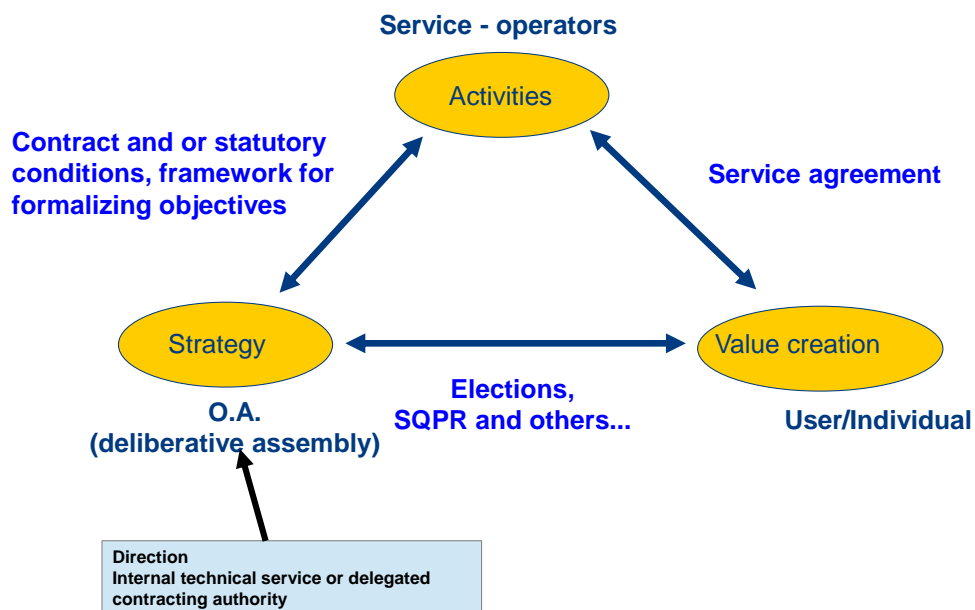 Service - operators
Activities
Contract and or statutory
conditions, framework for
formalizing objectives
Service agreement
Strategy
Value creation
Elections,
SQPR and others...
O.A.
(deliberative assembly)
User/Individual
Direction
Internal technical service or delegated
contracting authority